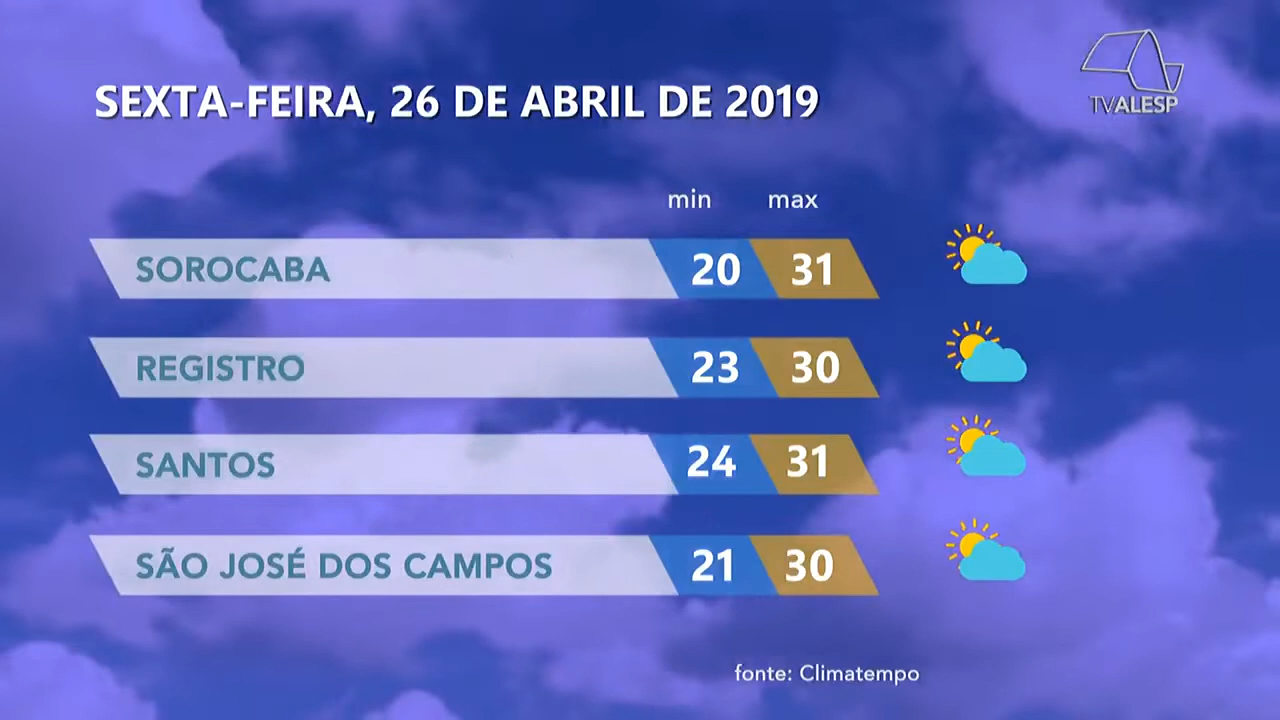 SEXTA-FEIRA, 26 DE ABRIL DE 2019
TVALESP
min max
SOROCABA 20 31
REGISTRO 23 30
SANTOS 24 31
SÃO JOSÉ DOS CAMPOS 21 30
fonte: Climatempo